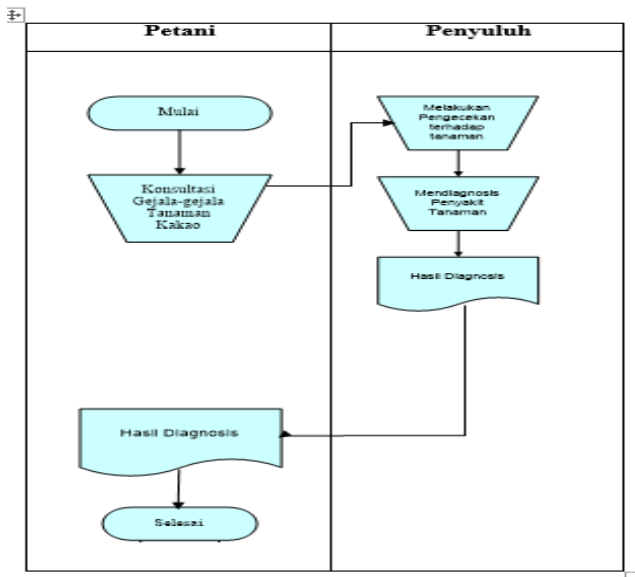 Petani
Penyuluh
Mulai
Konsultasi
Gejala-gejala
Tanaman
Kakao
Melakukan
Pengecekan
terhadap
tanaman
Mendiagnosis
Penyakit
Tanaman
Hasil Diagnosis
Hasil Diagnosis
Selesai